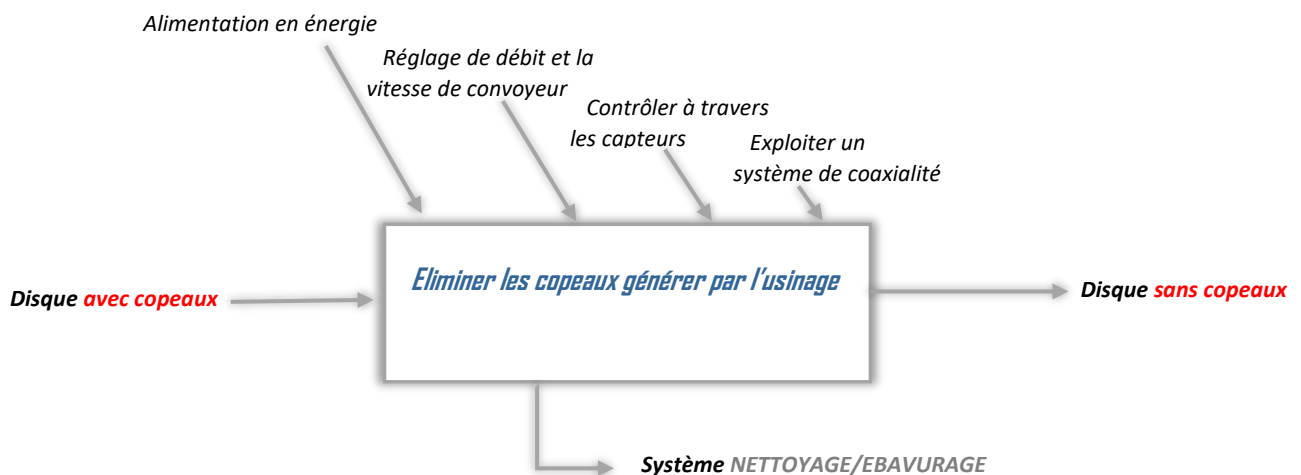 Alimentation en énergie
Réglage de débit et la
vitesse de convoyeur
Contrôler à travers
les capteurs
Exploiter un
système de coaxialité
Eliminer les copeaux générer par l'usinage
Disque avec copeaux
Disque sans copeaux
Système NETTOYAGE/EBAVURAGE